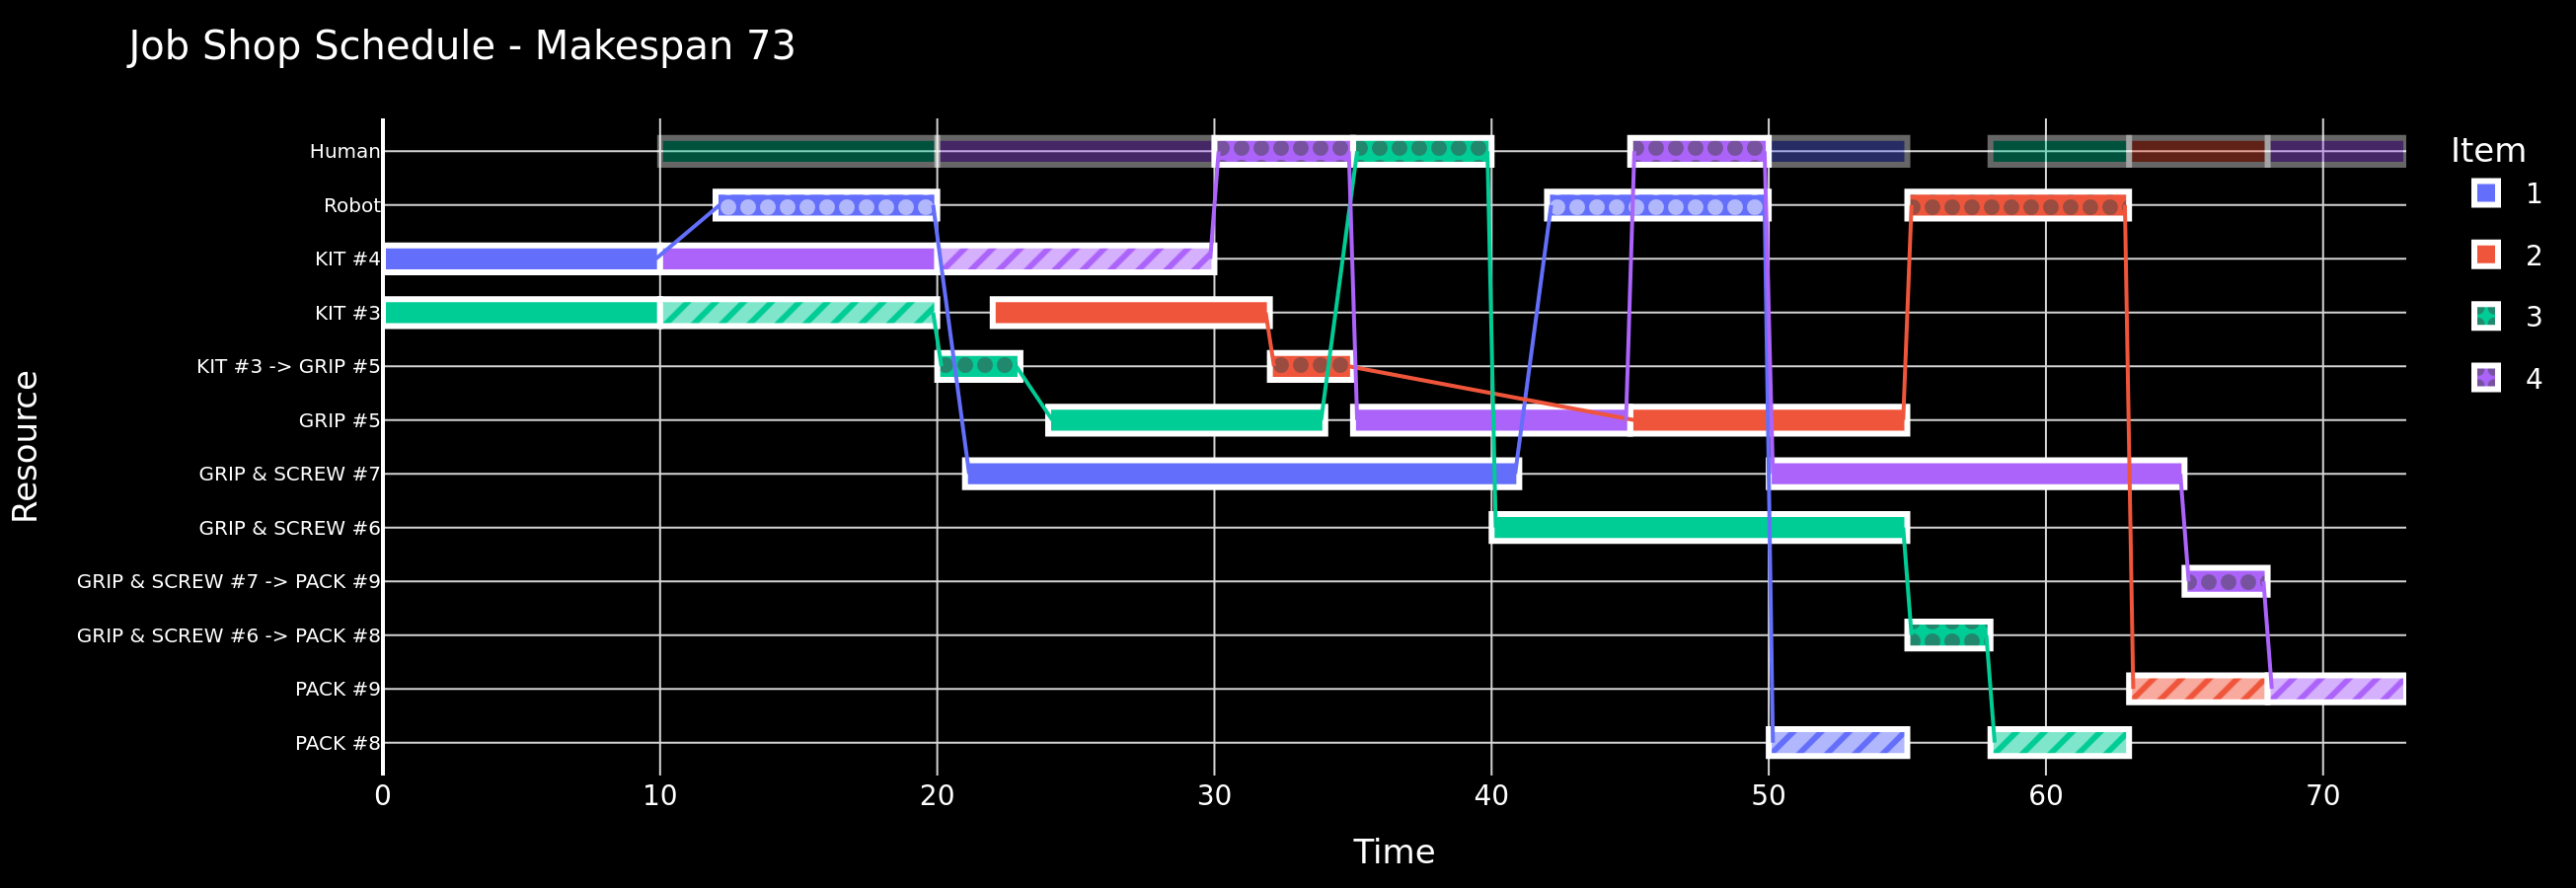 Job Shop Schedule - Makespan 73
Human
Robot
KIT #4
KIT #3
KIT #3 -> GRIP #5
GRIP #5
GRIP & SCREW #7
GRIP & SCREW #6
GRIP & SCREW #7 -> PACK #9
GRIP & SCREW #6 -> PACK #8
PACK #9
PACK #8
Resource
0 10 20 30 40 50 60 70
Time
Item
1
2
3
4